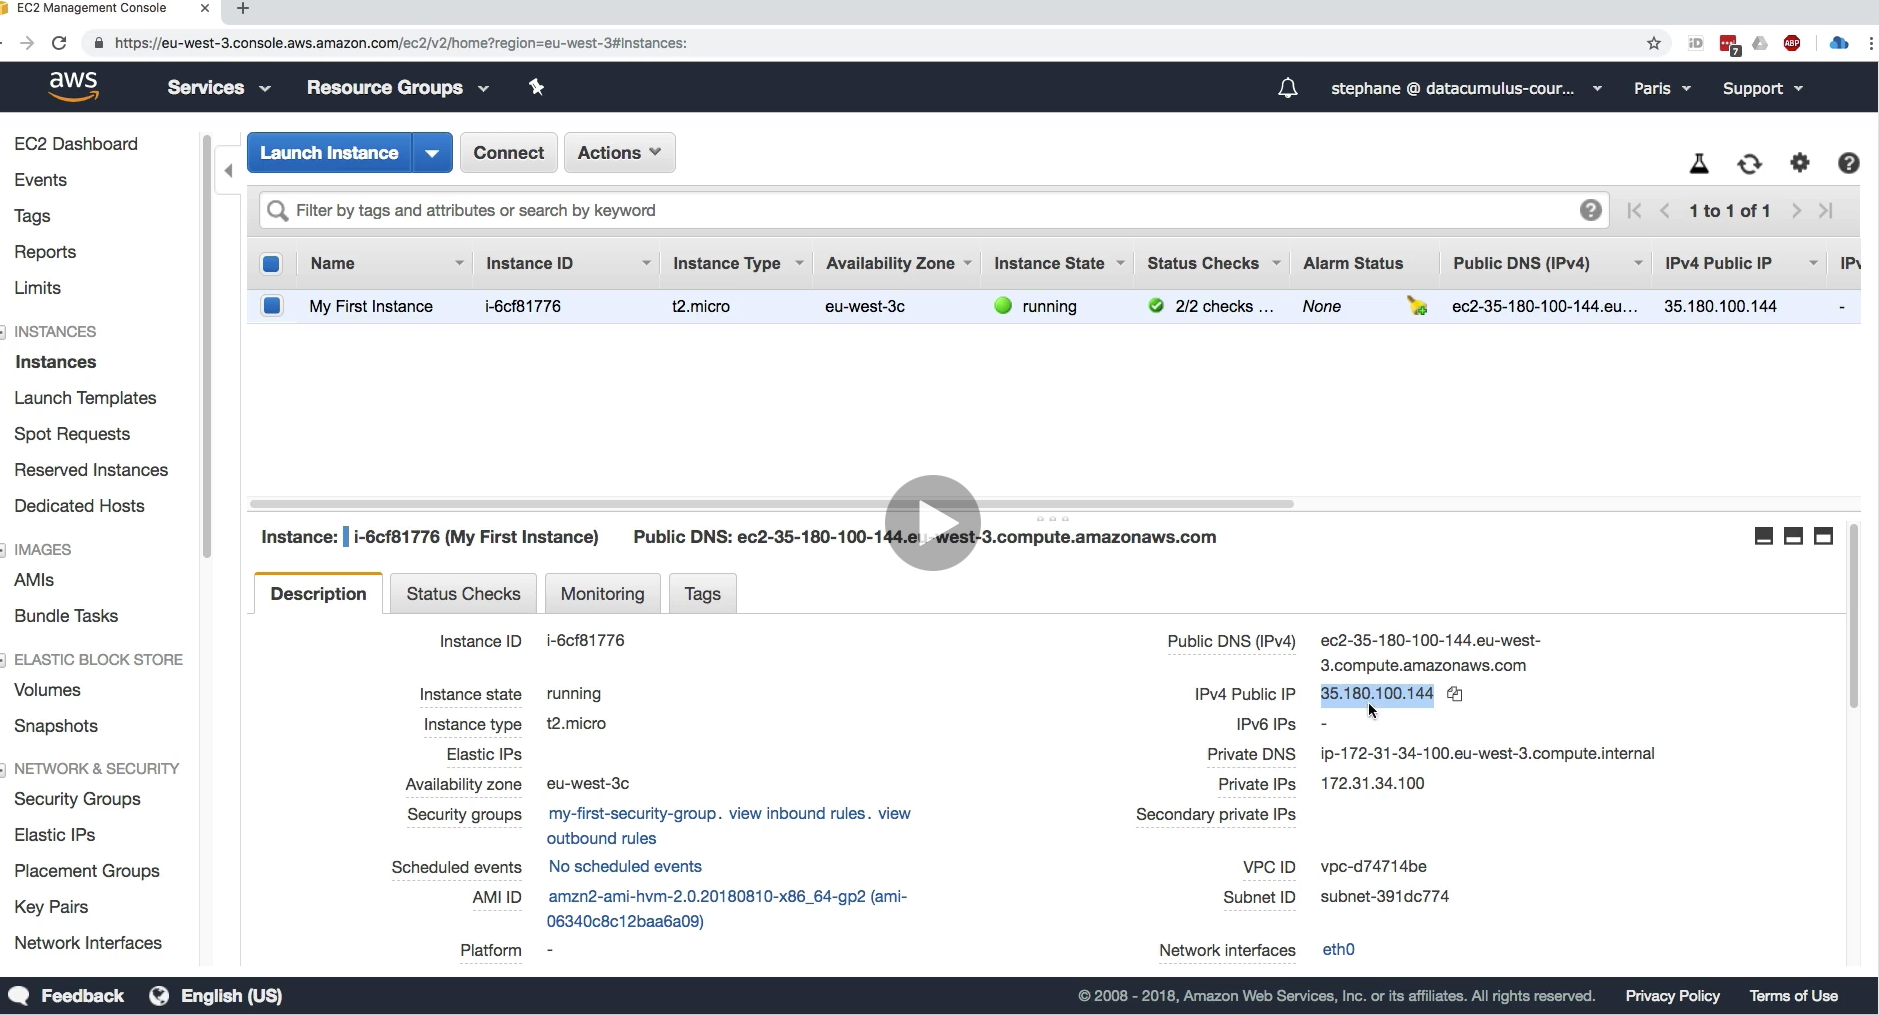 EC2 Management Console
https://eu-west-3.console.aws.amazon.com/ec2/v2/home?region=eu-west-3#Instances:
iD 7 ABP
aws Services Resource Groups stephane @ datacumulus-cour... Paris Support
EC2 Dashboard
Events
Tags
Reports
Limits
INSTANCES
Instances
Launch Templates
Spot Requests
Reserved Instances
Dedicated Hosts
IMAGES
AMIs
Bundle Tasks
ELASTIC BLOCK STORE
Volumes
Snapshots
NETWORK & SECURITY
Security Groups
Elastic IPs
Placement Groups
Key Pairs
Network Interfaces
Launch Instance Connect Actions
Filter by tags and attributes or search by keyword 1 to 1 of 1
Name Instance ID Instance Type Availability Zone Instance State Status Checks Alarm Status Public DNS (IPv4) IPv4 Public IP IPv
My First Instance i-6cf81776 t2.micro eu-west-3c running 2/2 checks ... None ec2-35-180-100-144.eu... 35.180.100.144 -
Instance: i-6cf81776 (My First Instance) Public DNS: ec2-35-180-100-144.eu-west-3.compute.amazonaws.com
Description Status Checks Monitoring Tags
Instance ID i-6cf81776
Instance state running
Instance type t2.micro
Elastic IPs
Availability zone eu-west-3c
Security groups my-first-security-group. view inbound rules. view
outbound rules
Scheduled events No scheduled events
AMI ID amzn2-ami-hvm-2.0.20180810-x86_64-gp2 (ami-
06340c8c12baa6a09)
Platform -
Public DNS (IPv4) ec2-35-180-100-144.eu-west-
3.compute.amazonaws.com
IPv4 Public IP 35.180.100.144
IPv6 IPs -
Private DNS ip-172-31-34-100.eu-west-3.compute.internal
Private IPs 172.31.34.100
Secondary private IPs
VPC ID vpc-d74714be
Subnet ID subnet-391dc774
Network interfaces eth0
Feedback English (US) © 2008 - 2018, Amazon Web Services, Inc. or its affiliates. All rights reserved. Privacy Policy Terms of Use